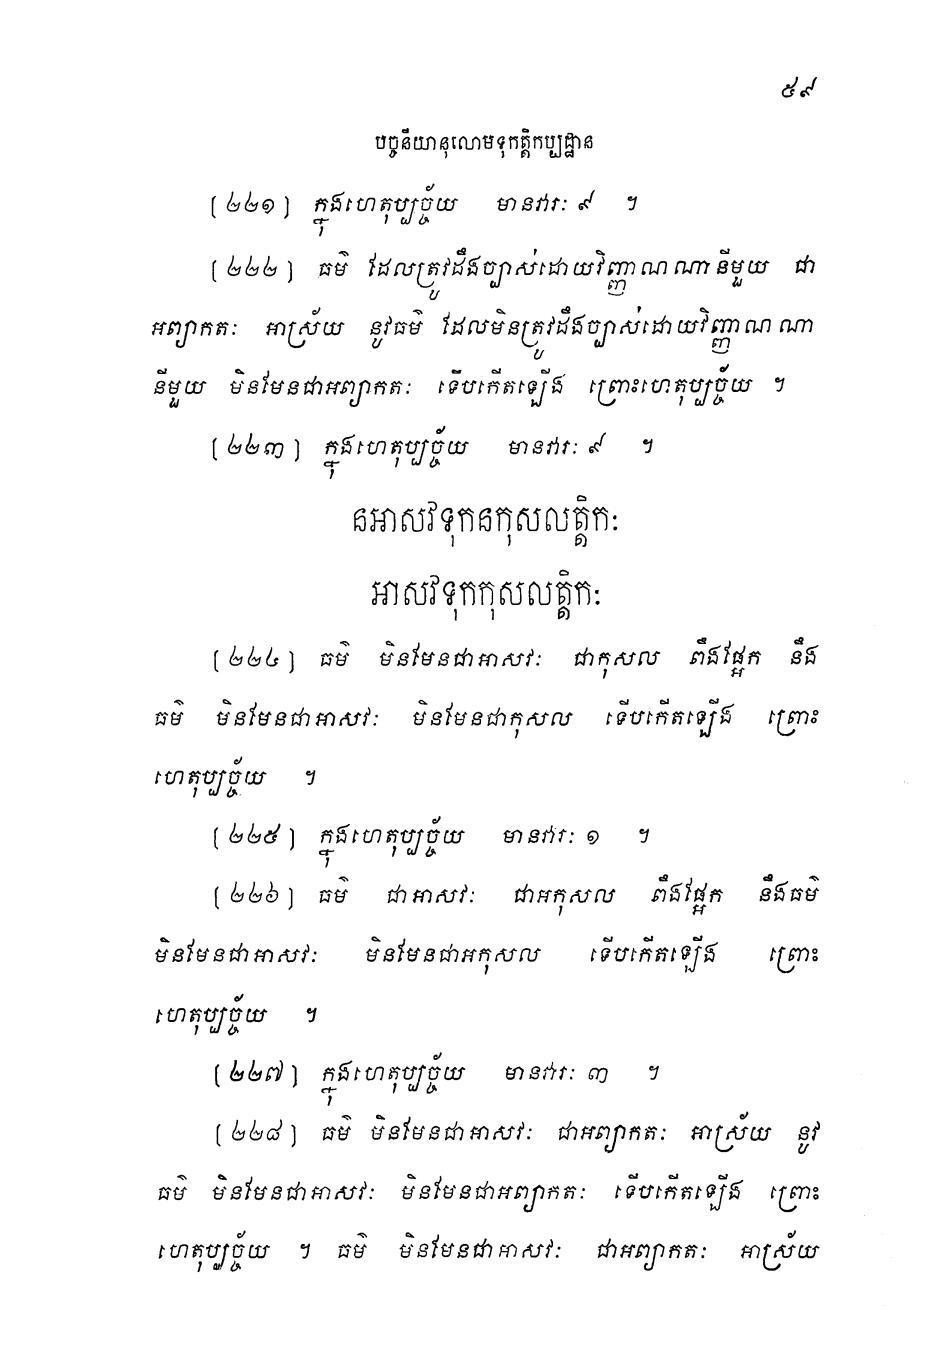 ៥៩
បច្ចនីយានុលោមទុកត្តិកប្បដ្ឋាន
[២២១] ក្នុងហេតុប្បច្ច័យ មានវារៈ ៩ ។
[២២២] ធម៌ ដែលត្រូវដឹងច្បាស់ដោយវិញ្ញាណណានីមួយ ជា
អព្យាកតៈ អាស្រ័យ នូវធម៌ ដែលមិនត្រូវដឹងច្បាស់ដោយវិញ្ញាណណា
នីមួយ មិនមែនជាអព្យាកតៈ ទើបកើតឡើង ព្រោះហេតុប្បច្ច័យ ។
[២២៣] ក្នុងហេតុប្បច្ច័យ មានវារៈ ៩ ។
នអាសវទុកនកុសលត្តិកៈ
អាសវទុកកុសលត្តិកៈ
[២២៤] ធម៌ មិនមែនជាអាសវៈ ជាកុសល ពឹងផ្អែក នឹង
ធម៌ មិនមែនជាអាសវៈ មិនមែនជាកុសល ទើបកើតឡើង ព្រោះ
ហេតុប្បច្ច័យ ។
[២២៥] ក្នុងហេតុប្បច្ច័យ មានវារៈ ១ ។
[២២៦] ធម៌ ជាអាសវៈ ជាអកុសល ពឹងផ្អែក នឹងធម៌
មិនមែនជាអាសវៈ មិនមែនជាអកុសល ទើបកើតឡើង ព្រោះ
ហេតុប្បច្ច័យ ។
[២២៧] ក្នុងហេតុប្បច្ច័យ មានវារៈ ៣ ។
[២២៨] ធម៌ មិនមែនជាអាសវៈ ជាអព្យាកតៈ អាស្រ័យ នូវ
ធម៌ មិនមែនជាអាសវៈ មិនមែនជាអព្យាកតៈ ទើបកើតឡើង ព្រោះ
ហេតុប្បច្ច័យ ។ ធម៌ មិនមែនជាអាសវៈ ជាអព្យាកតៈ អាស្រ័យ